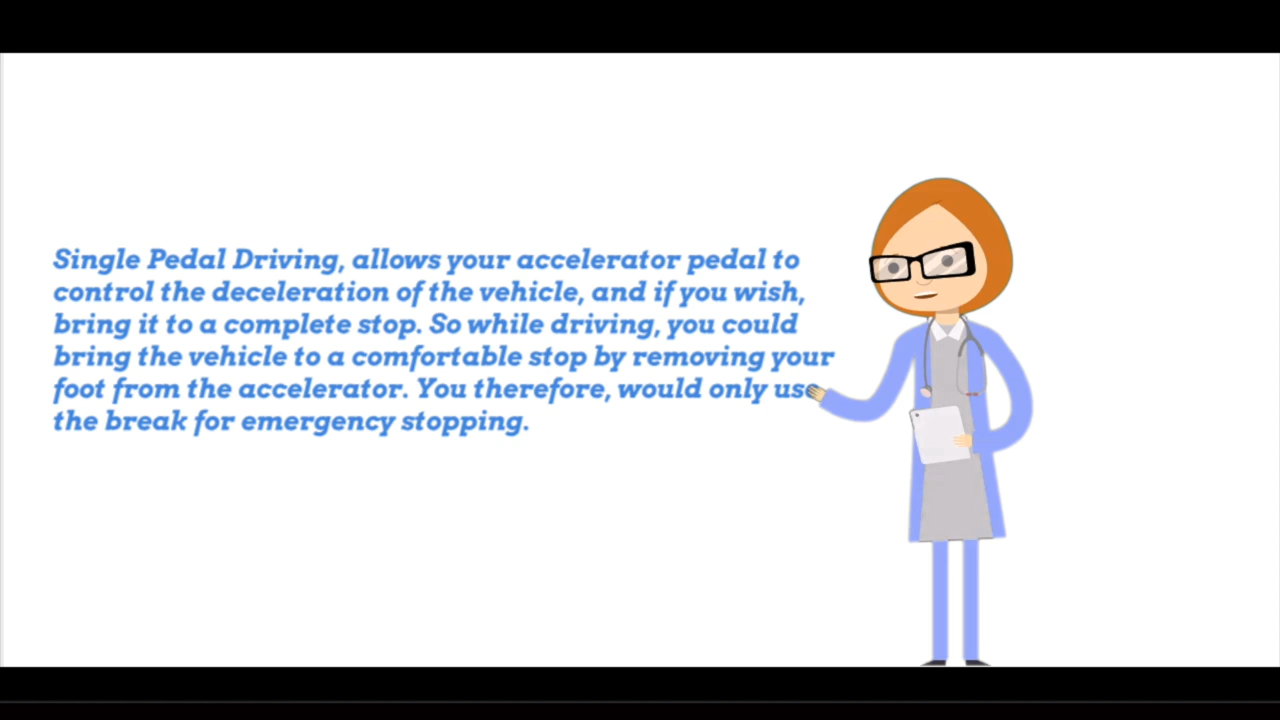 Single Pedal Driving, allows your accelerator pedal to
control the deceleration of the vehicle, and if you wish,
bring it to a complete stop. So while driving, you could
bring the vehicle to a comfortable stop by removing your
foot from the accelerator. You therefore, would only use
the break for emergency stopping.